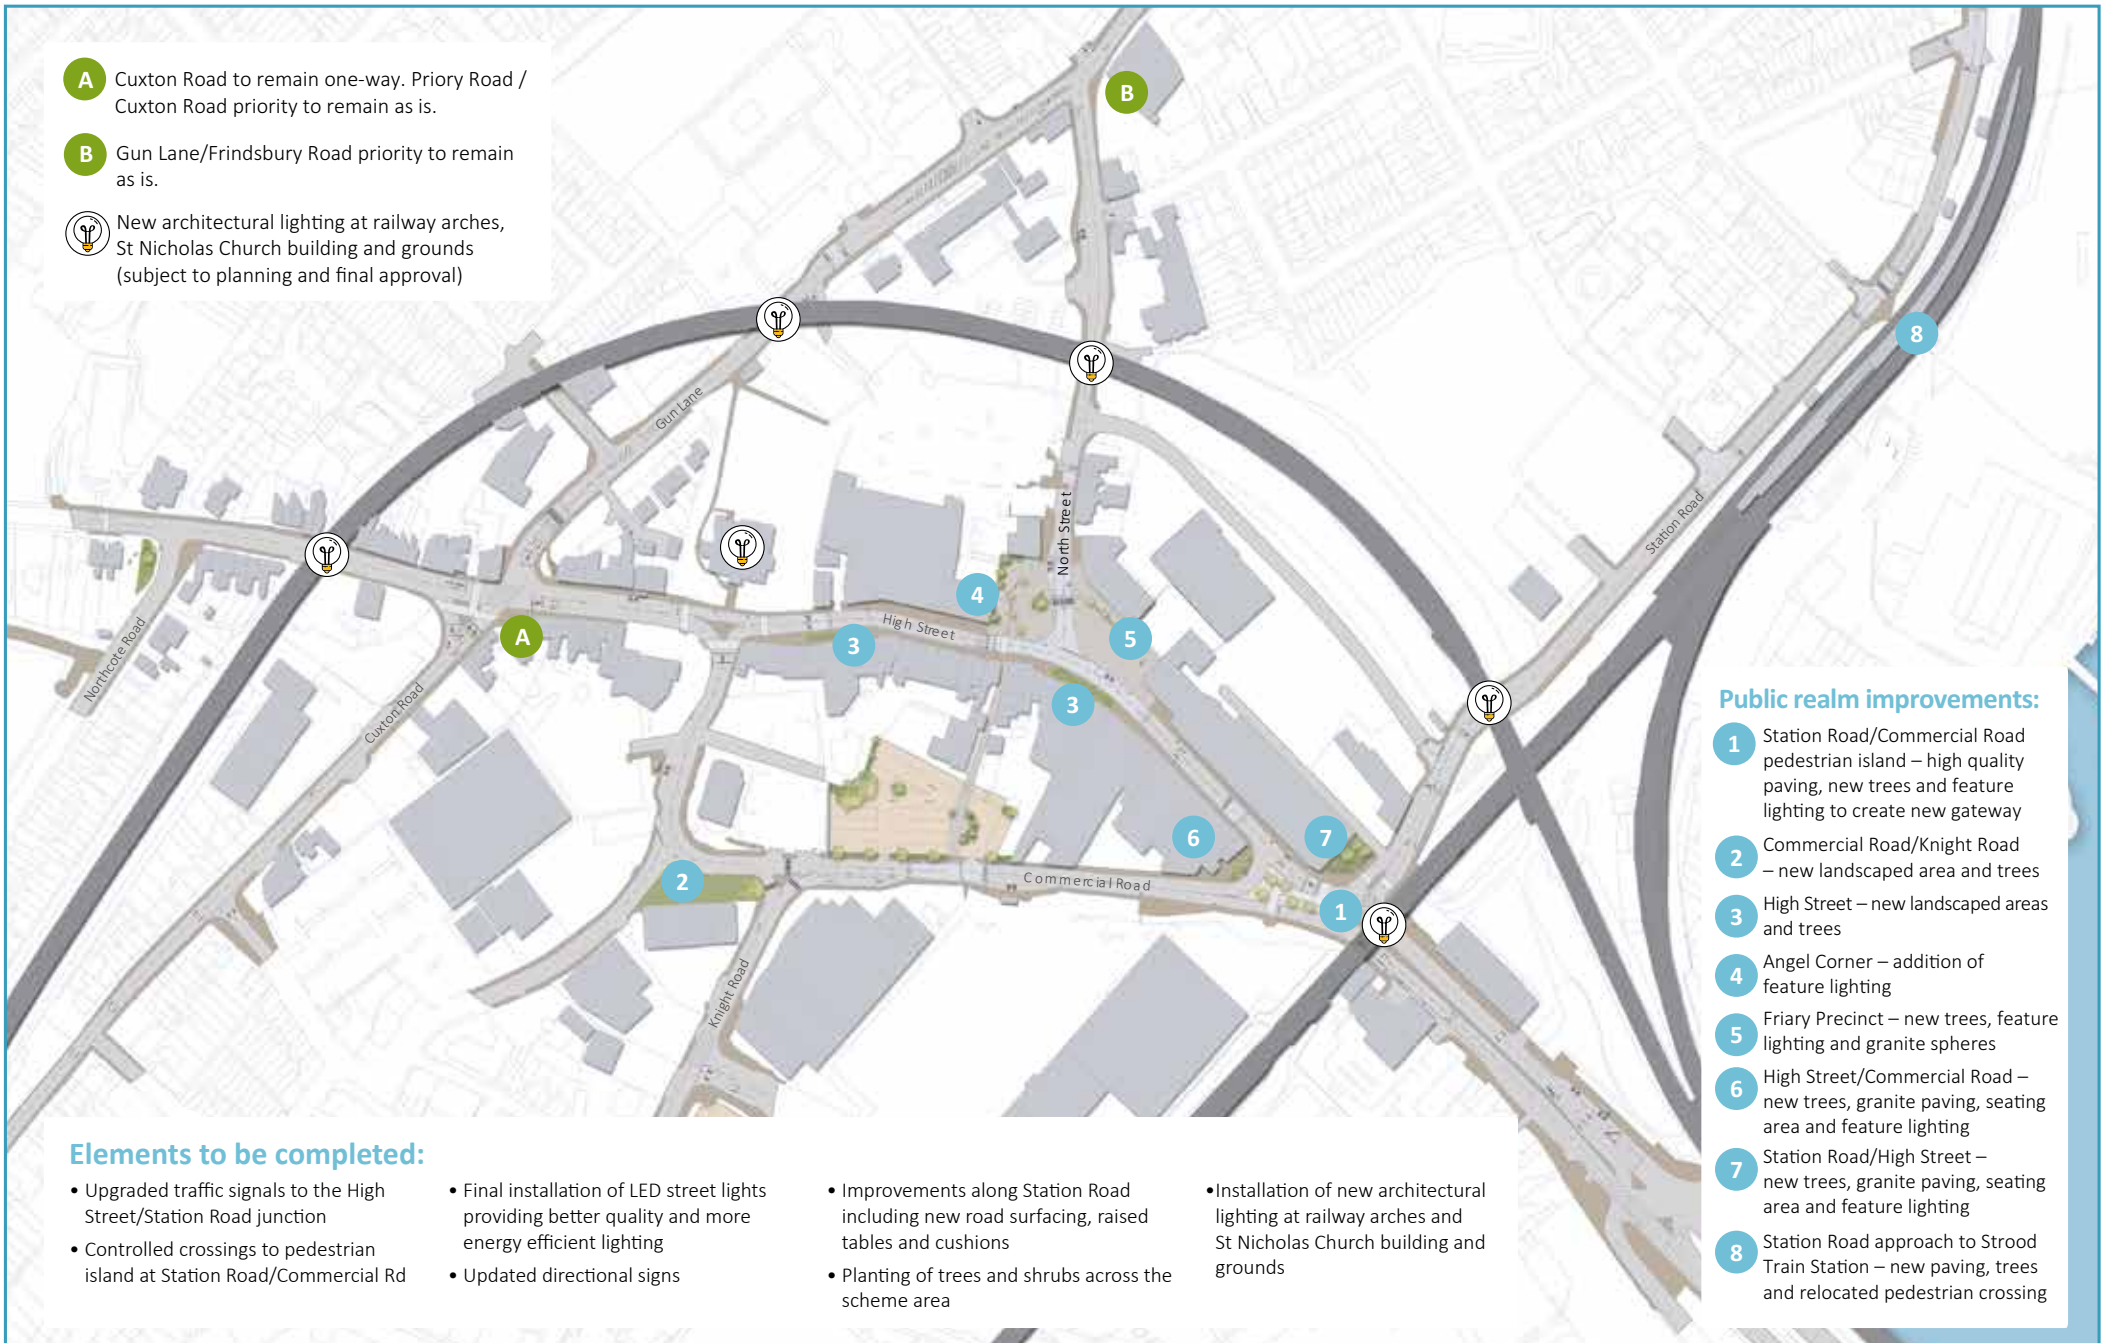 A
Cuxton Road to remain one-way. Priory Road /
Cuxton Road priority to remain as is.
B
Gun Lane/Frindsbury Road priority to remain
as is.
New architectural lighting at railway arches,
St Nicholas Church building and grounds
(subject to planning and final approval)
B
8
Gun Lane
North Street
Station Road
4
A
3
High Street
5
Northcote Road
Cuxton Road
3
6
7
2
Commercial Road
1
Knight Road
Public realm improvements:
1
Station Road/Commercial Road
pedestrian island – high quality
paving, new trees and feature
lighting to create new gateway
2
Commercial Road/Knight Road
– new landscaped area and trees
3
High Street – new landscaped areas
and trees
4
Angel Corner – addition of
feature lighting
5
Friary Precinct – new trees, feature
lighting and granite spheres
6
High Street/Commercial Road –
new trees, granite paving, seating
area and feature lighting
7
Station Road/High Street –
new trees, granite paving, seating
area and feature lighting
8
Station Road approach to Strood
Train Station – new paving, trees
and relocated pedestrian crossing
Elements to be completed:
• Upgraded traffic signals to the High
Street/Station Road junction
• Controlled crossings to pedestrian
island at Station Road/Commercial Rd
• Final installation of LED street lights
providing better quality and more
energy efficient lighting
• Updated directional signs
• Improvements along Station Road
including new road surfacing, raised
tables and cushions
• Planting of trees and shrubs across the
scheme area
•Installation of new architectural
lighting at railway arches and
St Nicholas Church building and
grounds